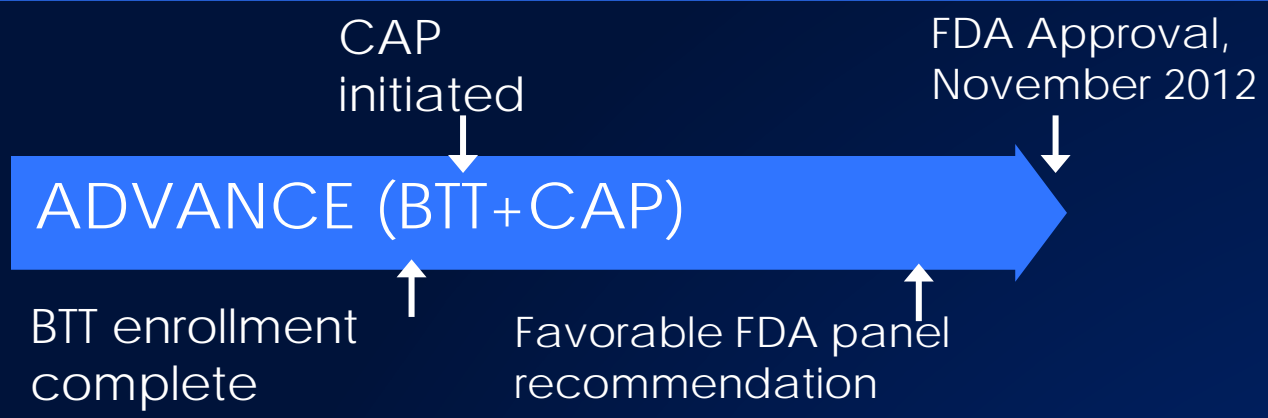 CAP
initiated
FDA Approval,
November 2012
ADVANCE (BTT+CAP)
BTT enrollment
complete
Favorable FDA panel
recommendation